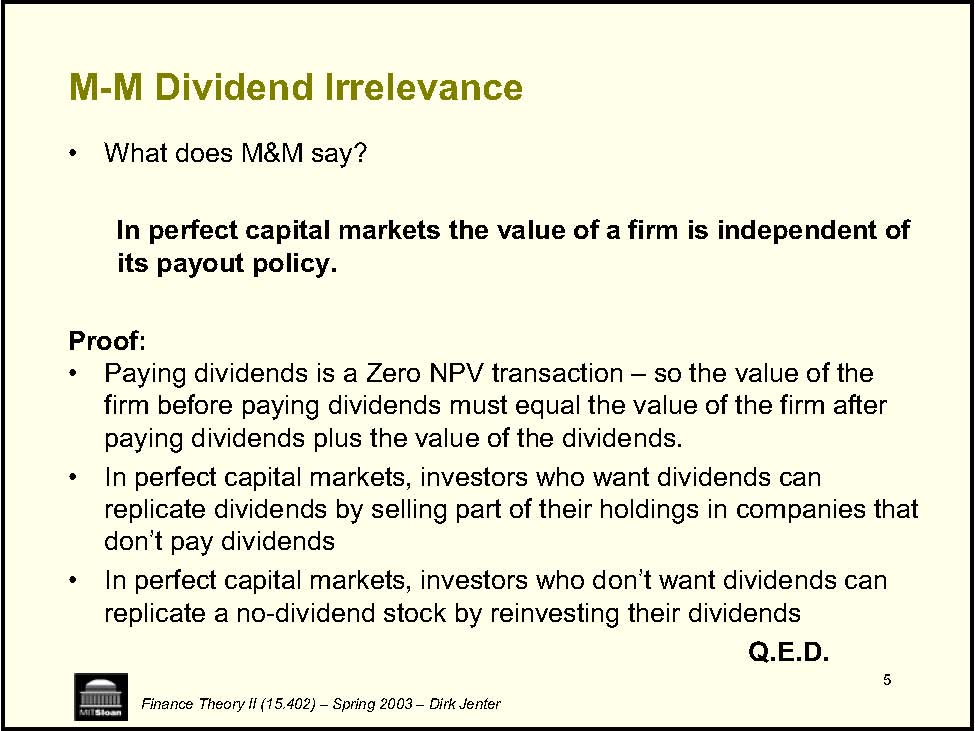 M-M Dividend Irrelevance
• What does M&M say?
In perfect capital markets the value of a firm is independent of
its payout policy.
Proof:
• Paying dividends is a Zero NPV transaction – so the value of the
firm before paying dividends must equal the value of the firm after
paying dividends plus the value of the dividends.
• In perfect capital markets, investors who want dividends can
replicate dividends by selling part of their holdings in companies that
don’t pay dividends
• In perfect capital markets, investors who don’t want dividends can
replicate a no-dividend stock by reinvesting their dividends
Q.E.D.
5
MITSloan
Finance Theory II (15.402) – Spring 2003 – Dirk Jenter